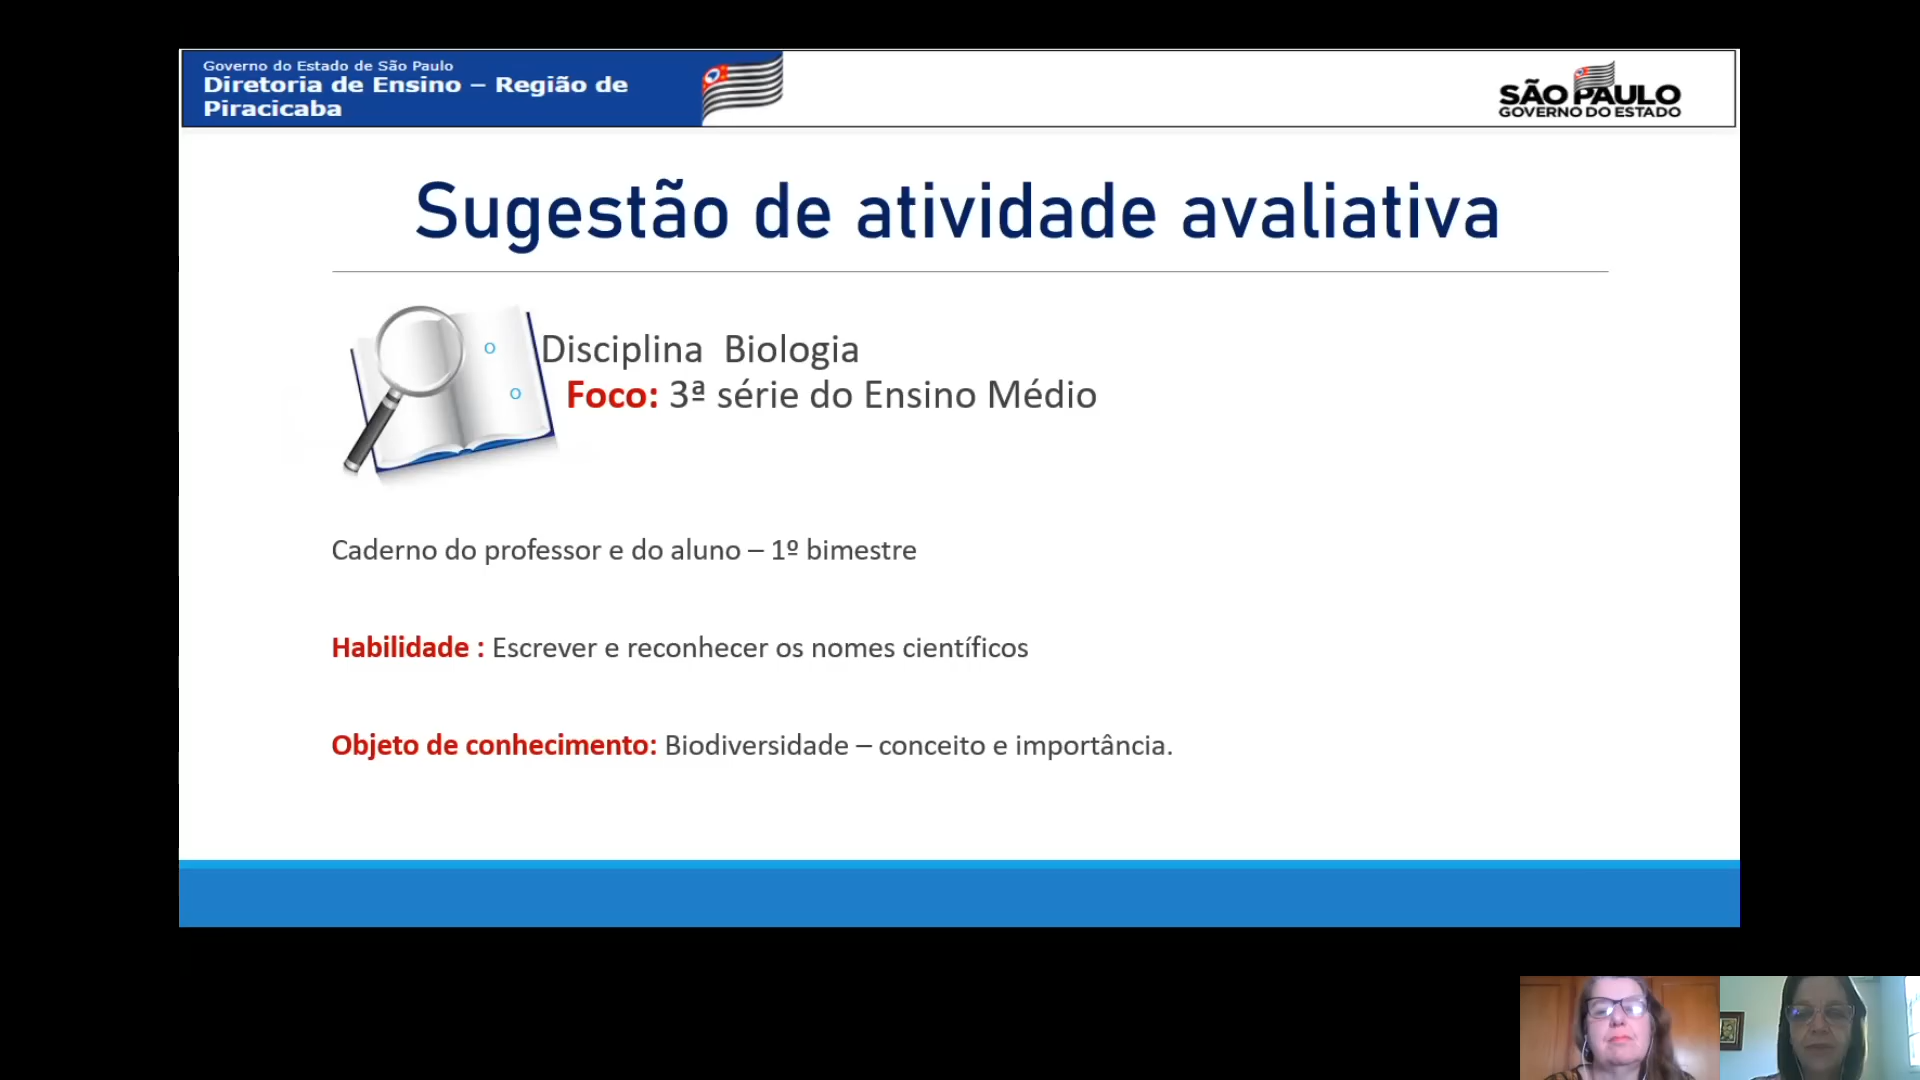 Governo do Estado de São Paulo
Diretoria de Ensino – Região de
Piracicaba
SÃO PAULO
GOVERNO DO ESTADO
Sugestão de atividade avaliativa
Disciplina Biologia
Foco: 3ª série do Ensino Médio
Caderno do professor e do aluno – 1º bimestre
Habilidade : Escrever e reconhecer os nomes científicos
Objeto de conhecimento: Biodiversidade – conceito e importância.